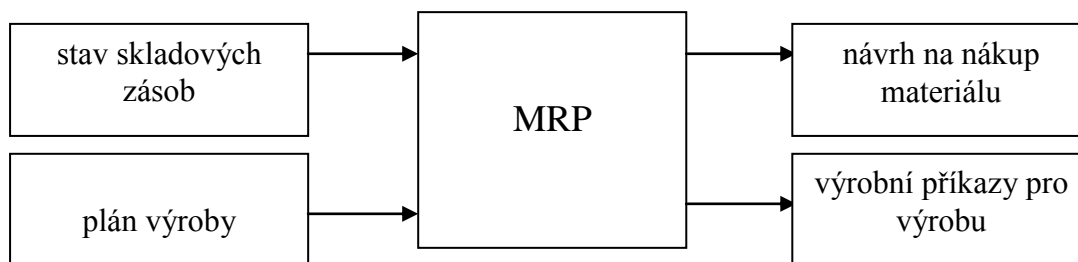 stav skladových
zásob
plán výroby
MRP
návrh na nákup
materiálu
výrobní příkazy pro
výrobu